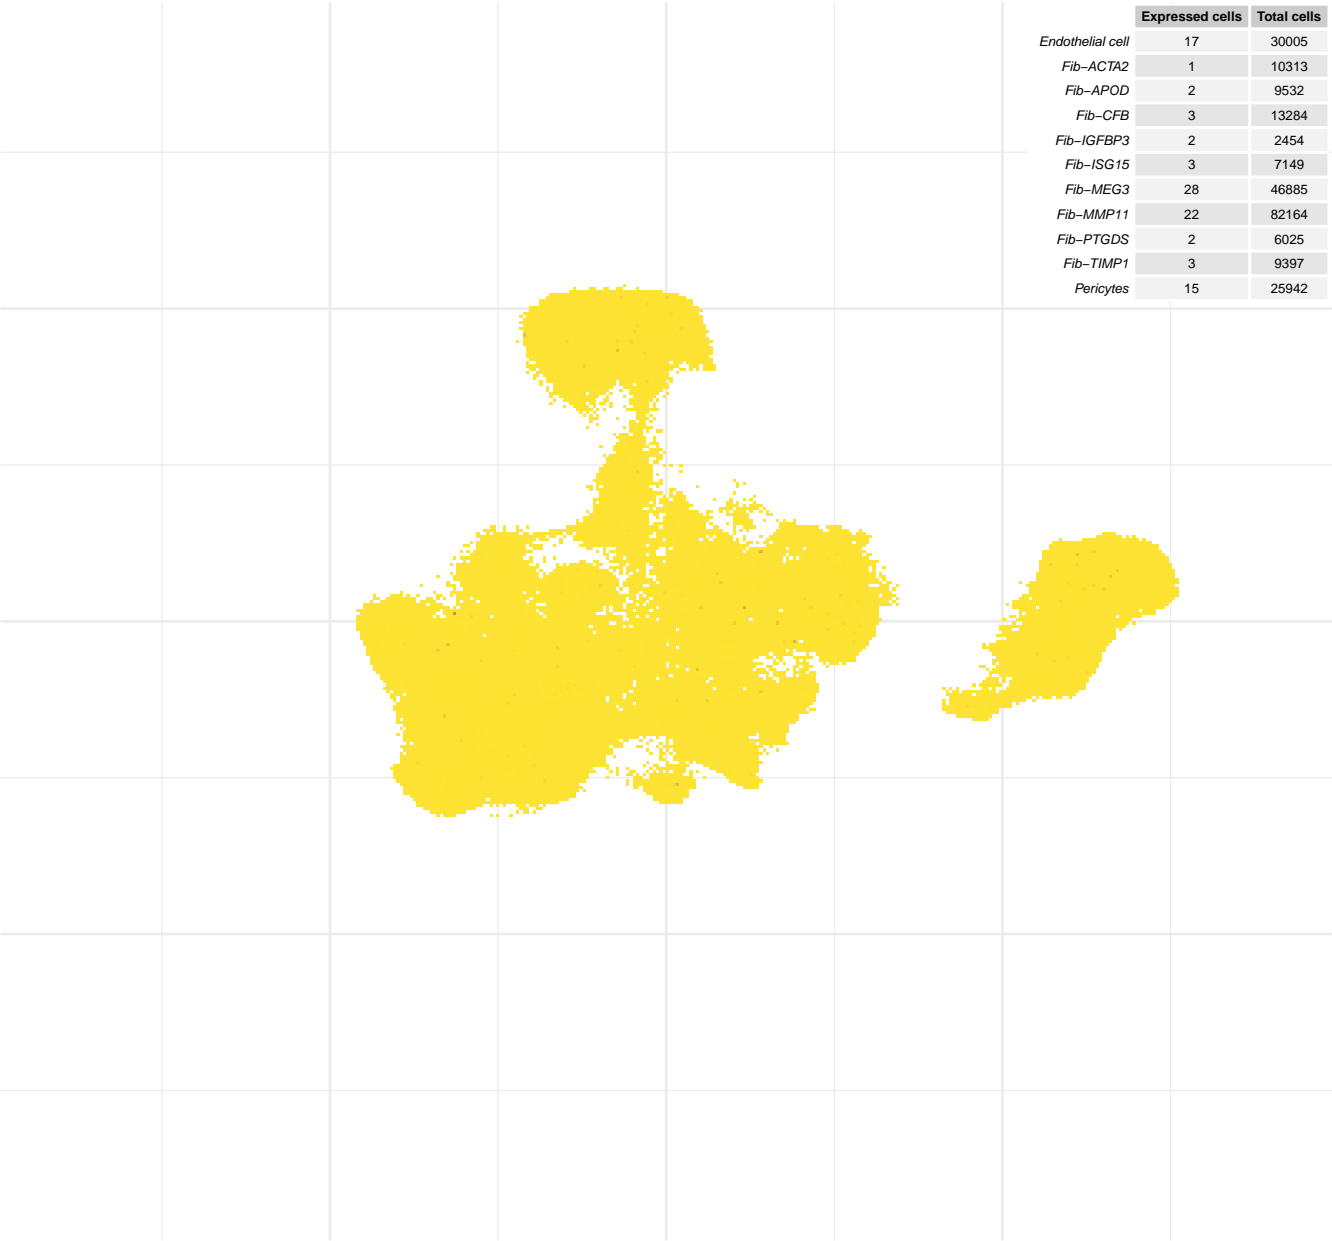 Expressed cells Total cells
Endothelial cell 17 30005
Fib−ACTA2 1 10313
Fib−APOD 2 9532
Fib−CFB 3 13284
Fib−IGFBP3 2 2454
Fib−ISG15 3 7149
Fib−MEG3 28 46885
Fib−MMP11 22 82164
Fib−PTGDS 2 6025
Fib−TIMP1 3 9397
Pericytes 15 25942